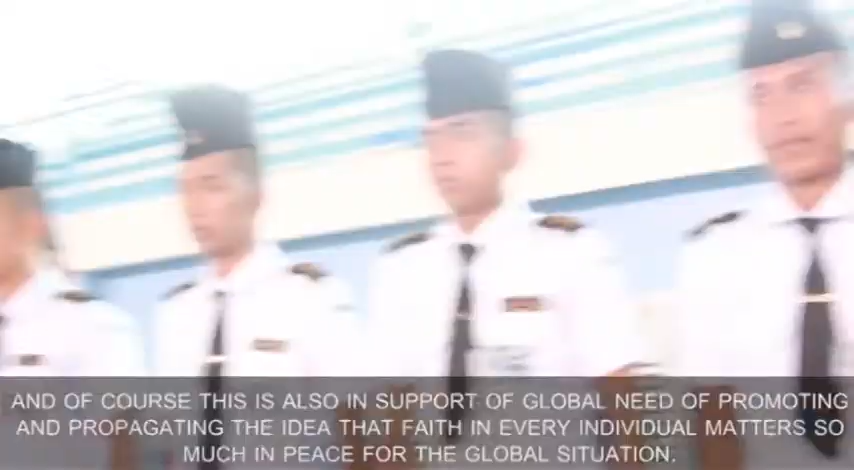 AND OF COURSE THIS IS ALSO IN SUPPORT OF GLOBAL NEED OF PROMOTING
AND PROPAGATING THE IDEA THAT FAITH IN EVERY INDIVIDUAL MATTERS SO
MUCH IN PEACE FOR THE GLOBAL SITUATION.